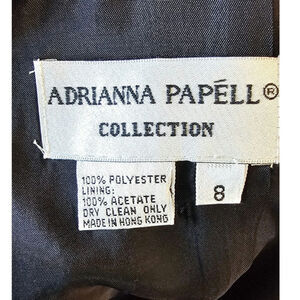 ADRIANNA PAPÉLL®
COLLECTION
100% POLYESTER
LINING:
100% ACETATE
DRY CLEAN ONLY
MADE IN HONG KONG
8